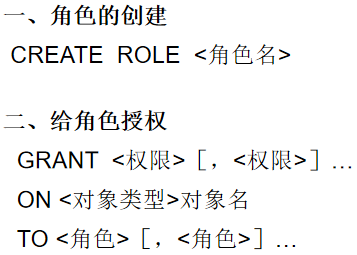 一、角色的创建
CREATE ROLE <角色名>
二、给角色授权
GRANT <权限>［，<权限>］…
ON <对象类型>对象名
TO <角色>［，<角色>］…